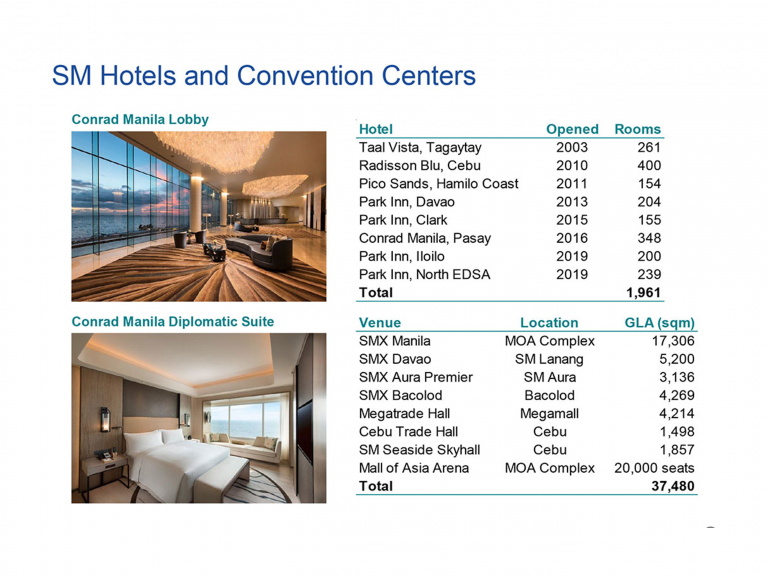 SM Hotels and Convention Centers
Conrad Manila Lobby
Hotel Opened Rooms
Taal Vista, Tagaytay 2003 261
Radisson Blu, Cebu 2010 400
Pico Sands, Hamilo Coast 2011 154
Park Inn, Davao 2013 204
Park Inn, Clark 2015 155
Conrad Manila, Pasay 2016 348
Park Inn, Iloilo 2019 200
Park Inn, North EDSA 2019 239
Total 1,961
Conrad Manila Diplomatic Suite
Venue Location GLA (sqm)
SMX Manila MOA Complex 17,306
SMX Davao SM Lanang 5,200
SMX Aura Premier SM Aura 3,136
SMX Bacolod Bacolod 4,269
Megatrade Hall Megamall 4,214
Cebu Trade Hall Cebu 1,498
SM Seaside Skyhall Cebu 1,857
Mall of Asia Arena MOA Complex 20,000 seats
Total 37,480